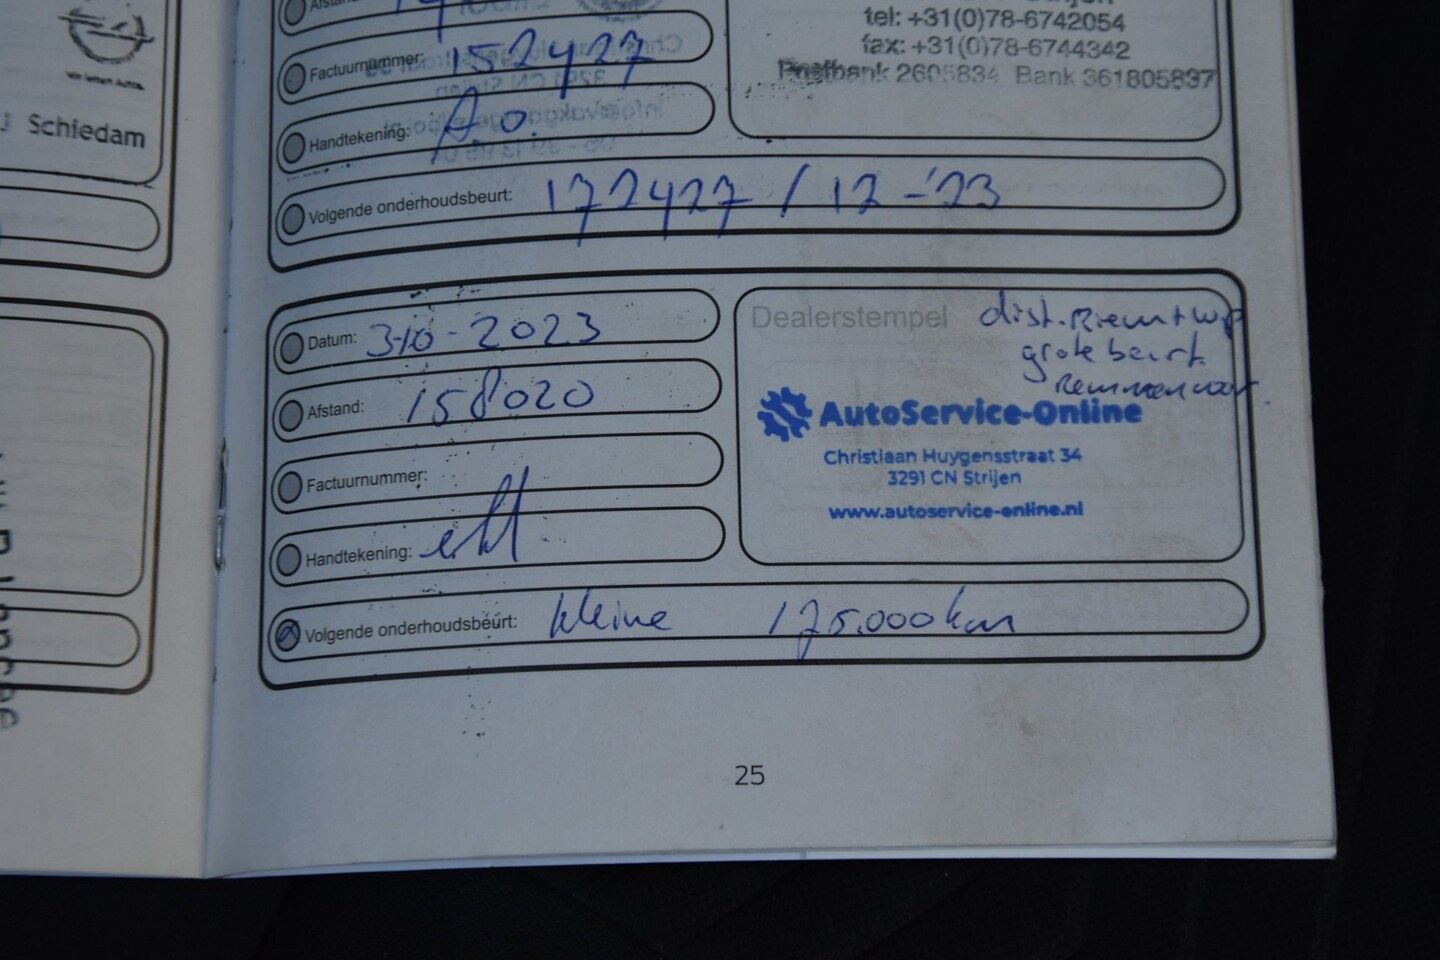 Schiedam
tel: +31(0)78-6742054
fax: +31(0)78-6744342
Postbank 2605834 Bank 361805837
Factuurnummer: 152427
Handtekening:
Volgende onderhoudsbeurt: 172427 / 12-'23
Datum: 3-10-2023
Afstand: 158020
Factuurnummer:
Handtekening:
Volgende onderhoudsbeurt: kleine 175.000km
Dealerstempel
dist. Riem + wp
grote beurt
Remmen voor.
AutoService-Online
Christiaan Huygensstraat 34
3291 CN Strijen
www.autoservice-online.nl
25